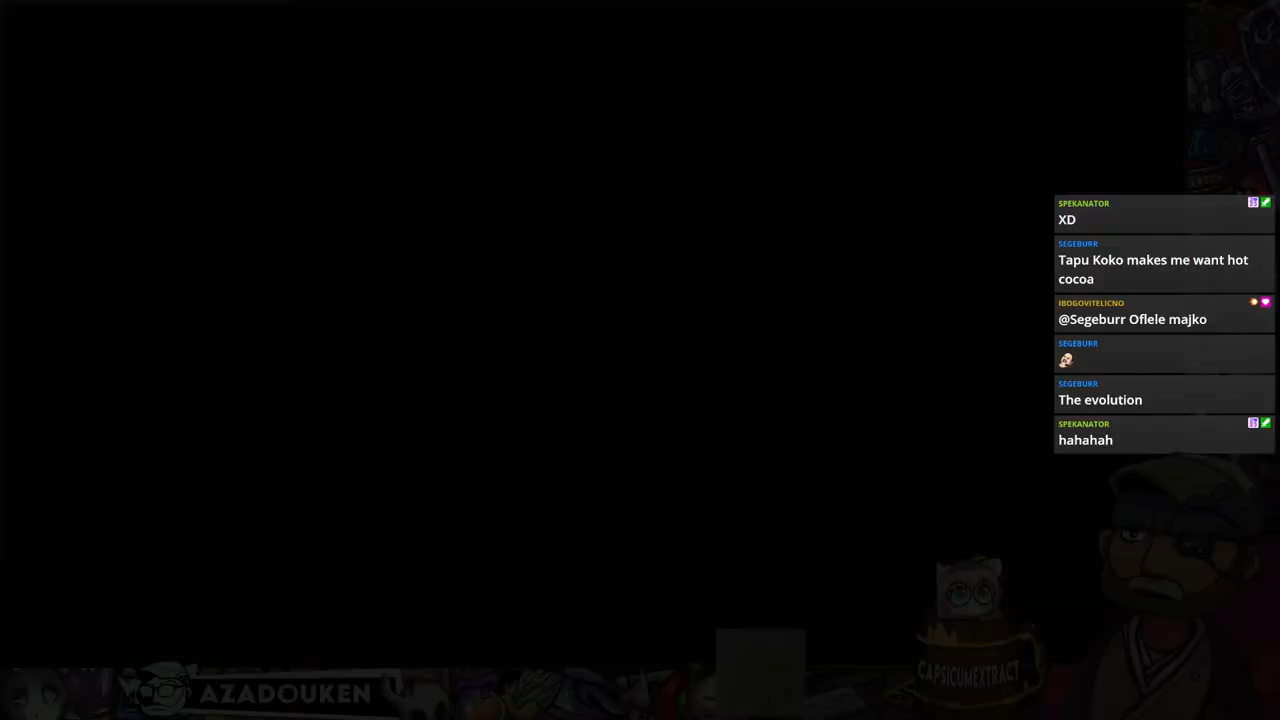 SPEKANATOR
XD
SEGEBURR
Tapu Koko makes me want hot
cocoa
IBOGOVITELICNO
@Segeburr Oflele majko
SEGEBURR
SEGEBURR
The evolution
SPEKANATOR
hahahah
CAPSICUMEXTRACT
AZADOUKEN